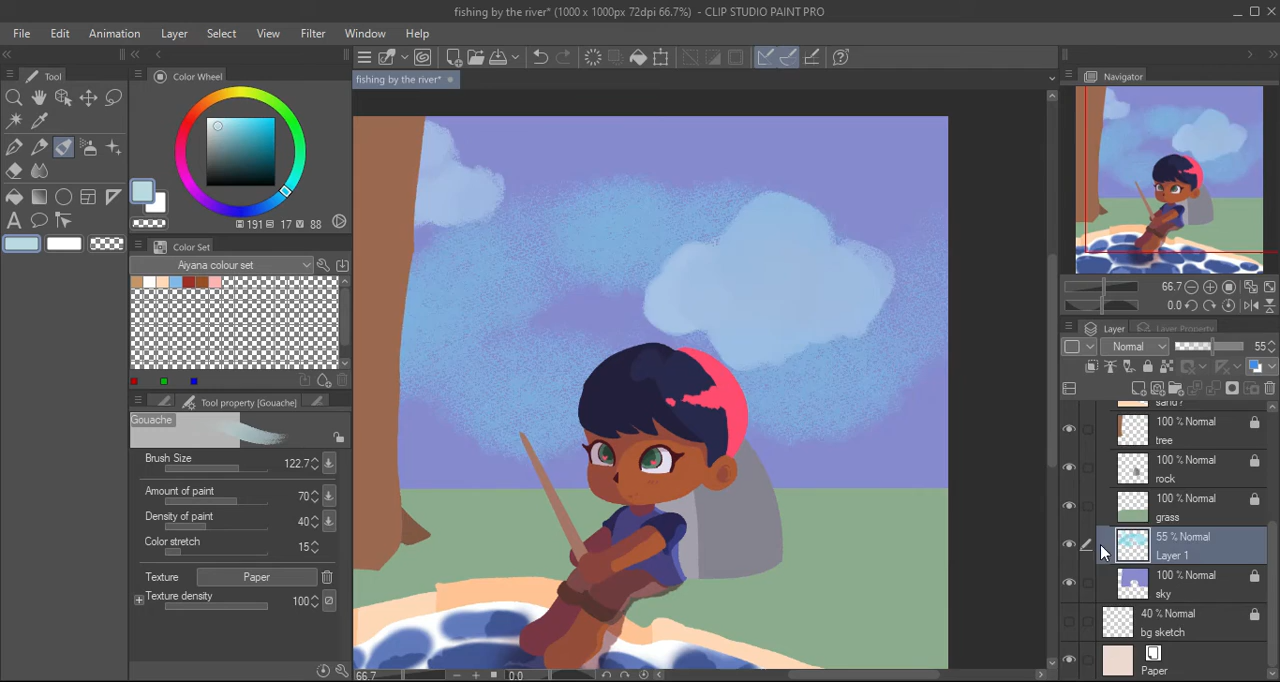 fishing by the river* (1000 x 1000px 72dpi 66.7%) - CLIP STUDIO PAINT PRO
File Edit Animation Layer Select View Filter Window Help
Tool
Color Wheel
fishing by the river*
Navigator
H 191 S 17 V 88
Color Set
Aiyana colour set
66.7
0.0
Layer Layer Property
Normal 55
Tool property [Gouache]
Gouache
Brush Size 122.7
Amount of paint 70
Density of paint 40
Color stretch 15
Texture Paper
Texture density 100
sand?
100 % Normal
tree
100 % Normal
rock
100 % Normal
grass
55 % Normal
Layer 1
100 % Normal
sky
40 % Normal
bg sketch
Paper
66.7 0.0